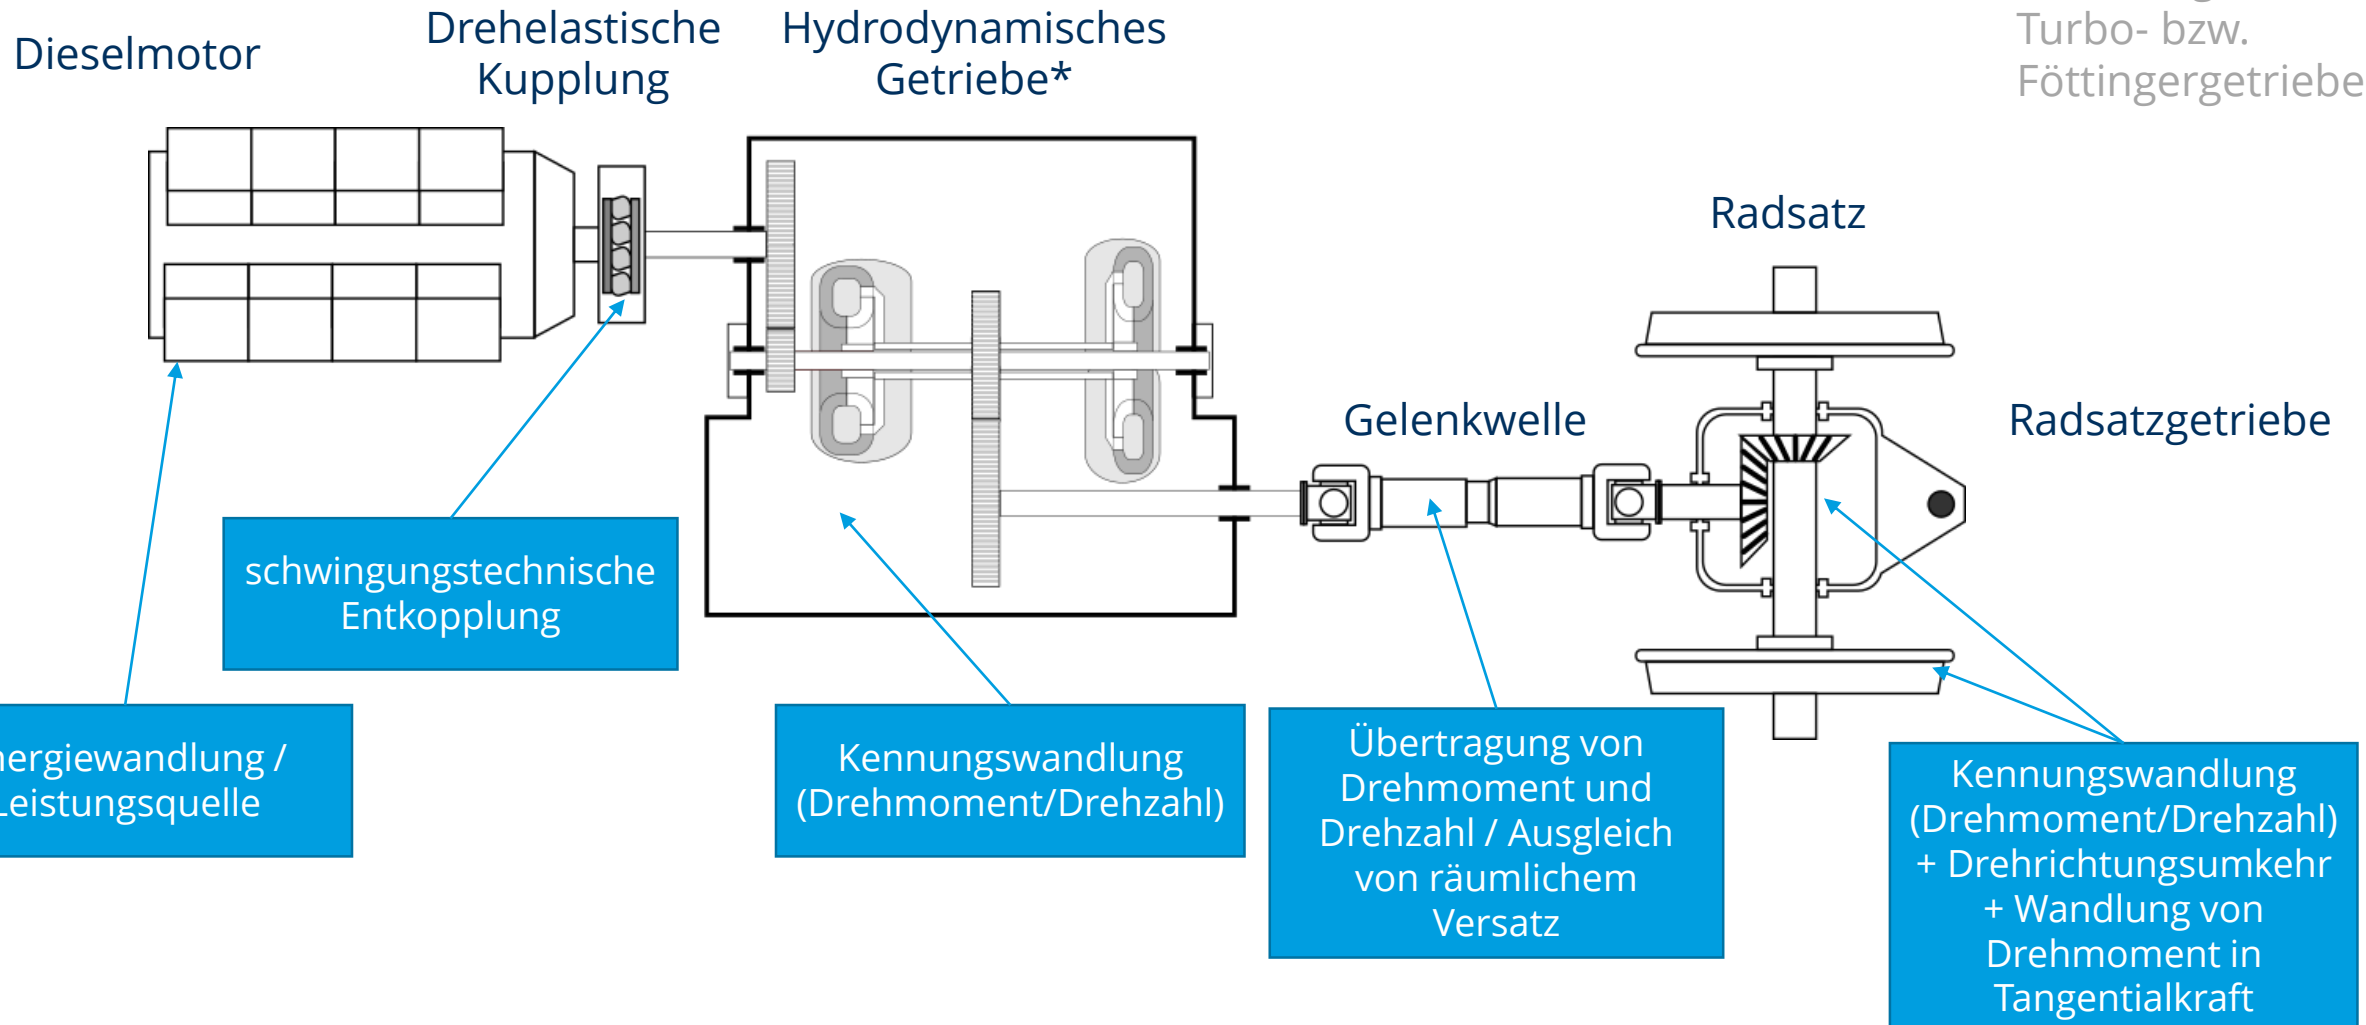 Dieselmotor
Drehelastische
Kupplung
Hydrodynamisches
Getriebe*
Turbo- bzw.
Föttingergetriebe
Radsatz
Gelenkwelle
Radsatzgetriebe
schwingungstechnische
Entkopplung
nergiewandlung /
Leistungsquelle
Kennungswandlung
(Drehmoment/Drehzahl)
Übertragung von
Drehmoment und
Drehzahl / Ausgleich
von räumlichem
Versatz
Kennungswandlung
(Drehmoment/Drehzahl)
+ Drehrichtungsumkehr
+ Wandlung von
Drehmoment in
Tangentialkraft